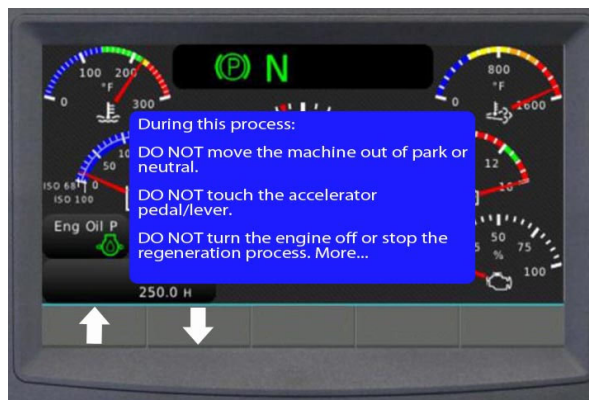 (P) N
100 200
°F
0 300
800
°F
0 1600
During this process:
DO NOT move the machine out of park or
neutral.
DO NOT touch the accelerator
pedal/lever.
DO NOT turn the engine off or stop the
regeneration process. More...
50
ISO 68 0
ISO 100
12
16
Eng Oil P
250.0 H
50 75
%
100